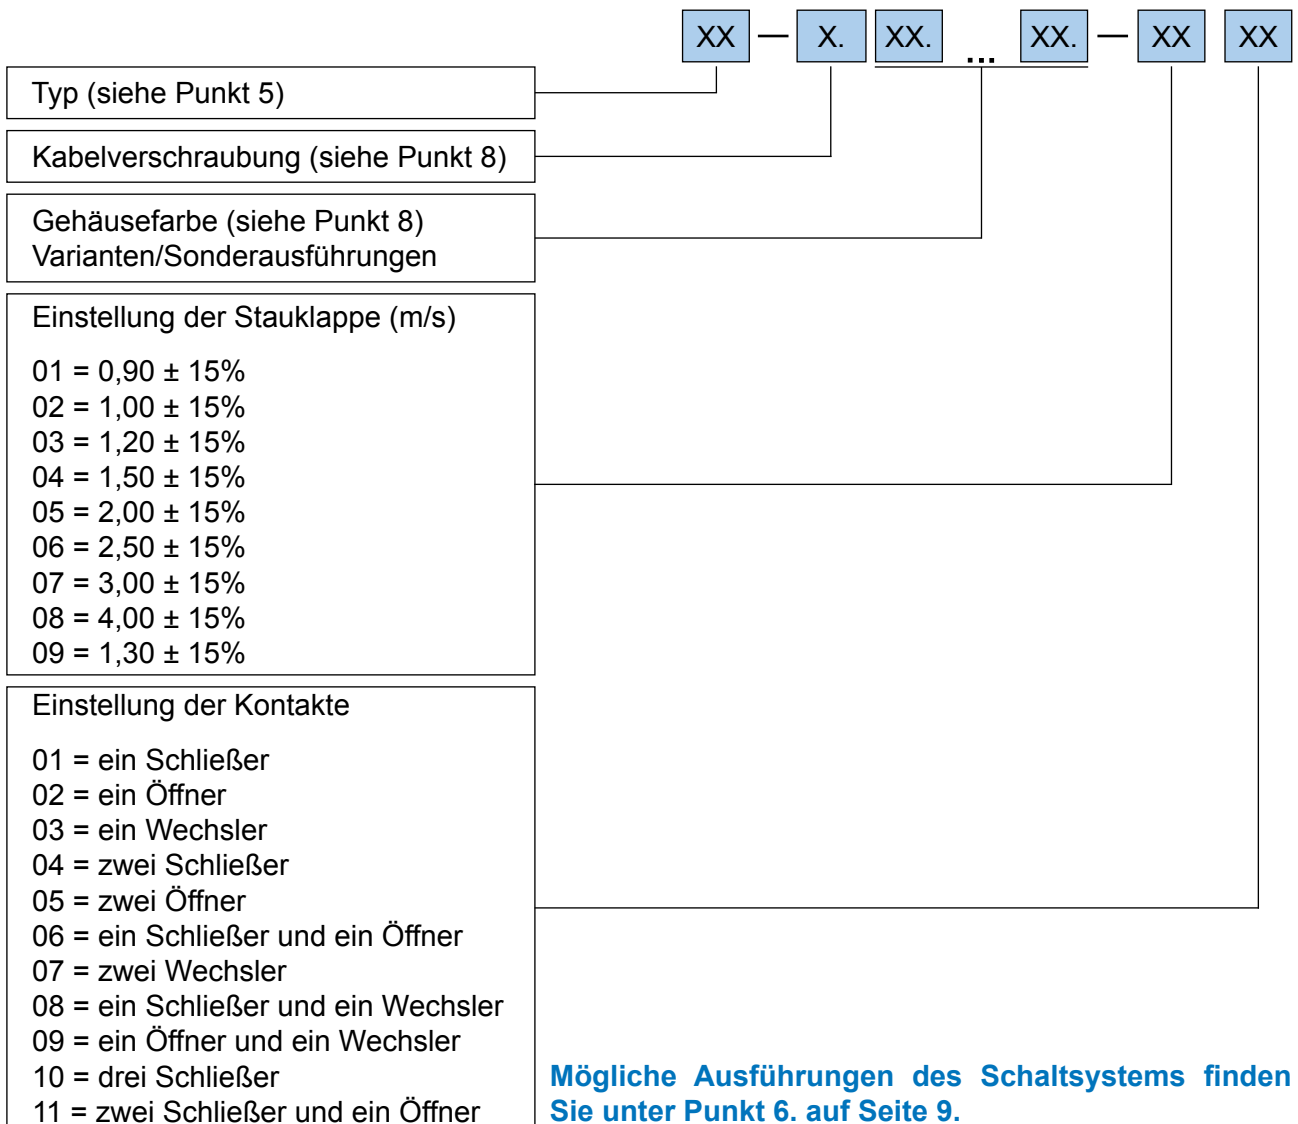 XX — X. XX. ... XX. — XX XX
Typ (siehe Punkt 5)
Kabelverschraubung (siehe Punkt 8)
Gehäusefarbe (siehe Punkt 8)
Varianten/Sonderausführungen
Einstellung der Stauklappe (m/s)
01 = 0,90 ± 15%
02 = 1,00 ± 15%
03 = 1,20 ± 15%
04 = 1,50 ± 15%
05 = 2,00 ± 15%
06 = 2,50 ± 15%
07 = 3,00 ± 15%
08 = 4,00 ± 15%
09 = 1,30 ± 15%
Einstellung der Kontakte
01 = ein Schließer
02 = ein Öffner
03 = ein Wechsler
04 = zwei Schließer
05 = zwei Öffner
06 = ein Schließer und ein Öffner
07 = zwei Wechsler
08 = ein Schließer und ein Wechsler
09 = ein Öffner und ein Wechsler
10 = drei Schließer
11 = zwei Schließer und ein Öffner
Mögliche Ausführungen des Schaltsystems finden
Sie unter Punkt 6. auf Seite 9.